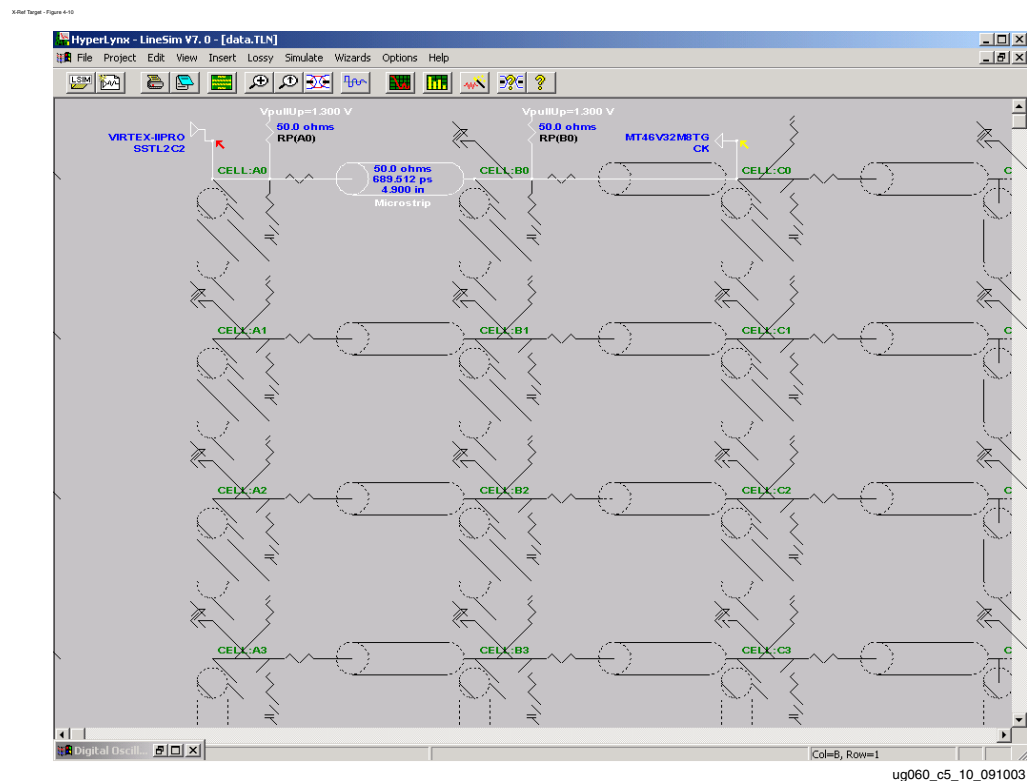 X-Ref Target - Figure 4-10
HyperLynx - LineSim V7.0 - [data.TLN]
File Project Edit View Insert Lossy Simulate Wizards Options Help
LSIM
VpullUp=1.300 V VpullUp=1.300 V
50.0 ohms 50.0 ohms
VIRTEX-IIPRO RP(A0) RP(B0) MT46V32M8TG
SSTL2C2 CK
CELL:A0 50.0 ohms CELL:B0 CELL:C0 C
689.512 ps
4.900 in
Microstrip
CELL:A1 CELL:B1 CELL:C1 C
CELL:A2 CELL:B2 CELL:C2 C
CELL:A3 CELL:B3 CELL:C3 C
Digital Oscill...
Col=B, Row=1
ug060_c5_10_091003